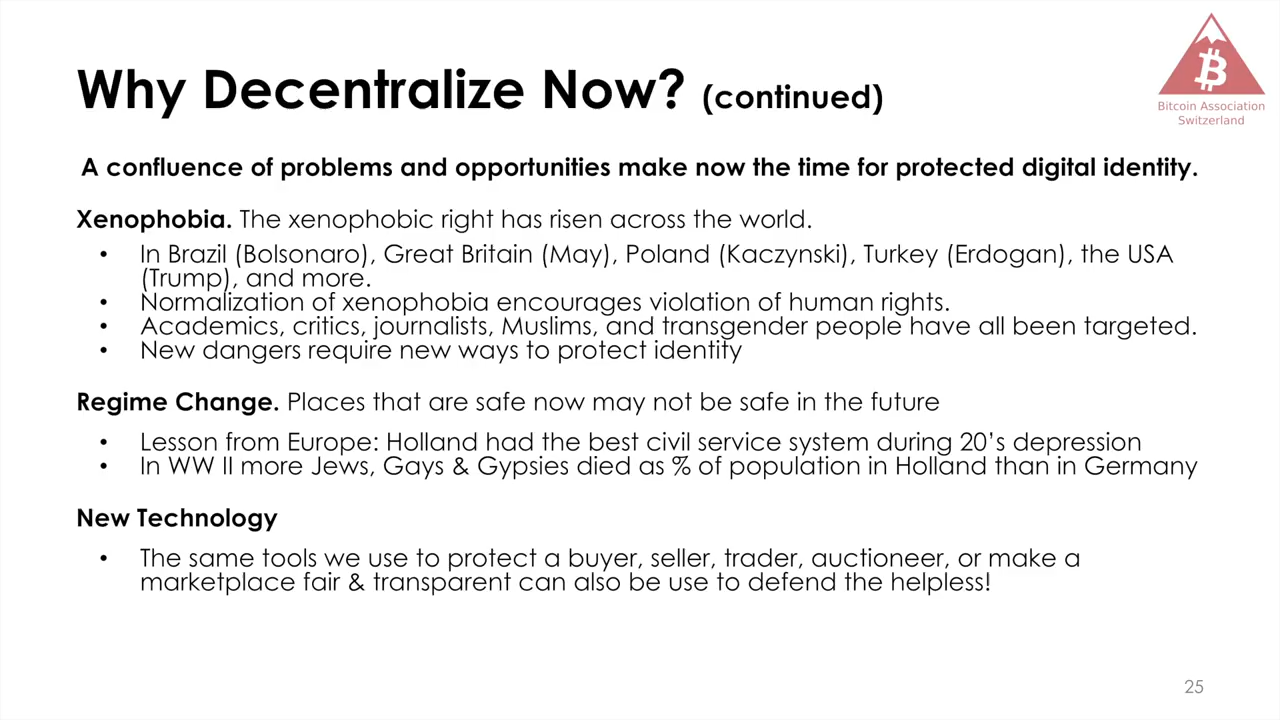 Why Decentralize Now? (continued)
Bitcoin Association
Switzerland
A confluence of problems and opportunities make now the time for protected digital identity.
Xenophobia. The xenophobic right has risen across the world.
• In Brazil (Bolsonaro), Great Britain (May), Poland (Kaczynski), Turkey (Erdogan), the USA
(Trump), and more.
• Normalization of xenophobia encourages violation of human rights.
• Academics, critics, journalists, Muslims, and transgender people have all been targeted.
• New dangers require new ways to protect identity
Regime Change. Places that are safe now may not be safe in the future
• Lesson from Europe: Holland had the best civil service system during 20's depression
• In WW II more Jews, Gays & Gypsies died as % of population in Holland than in Germany
New Technology
• The same tools we use to protect a buyer, seller, trader, auctioneer, or make a
marketplace fair & transparent can also be use to defend the helpless!
25